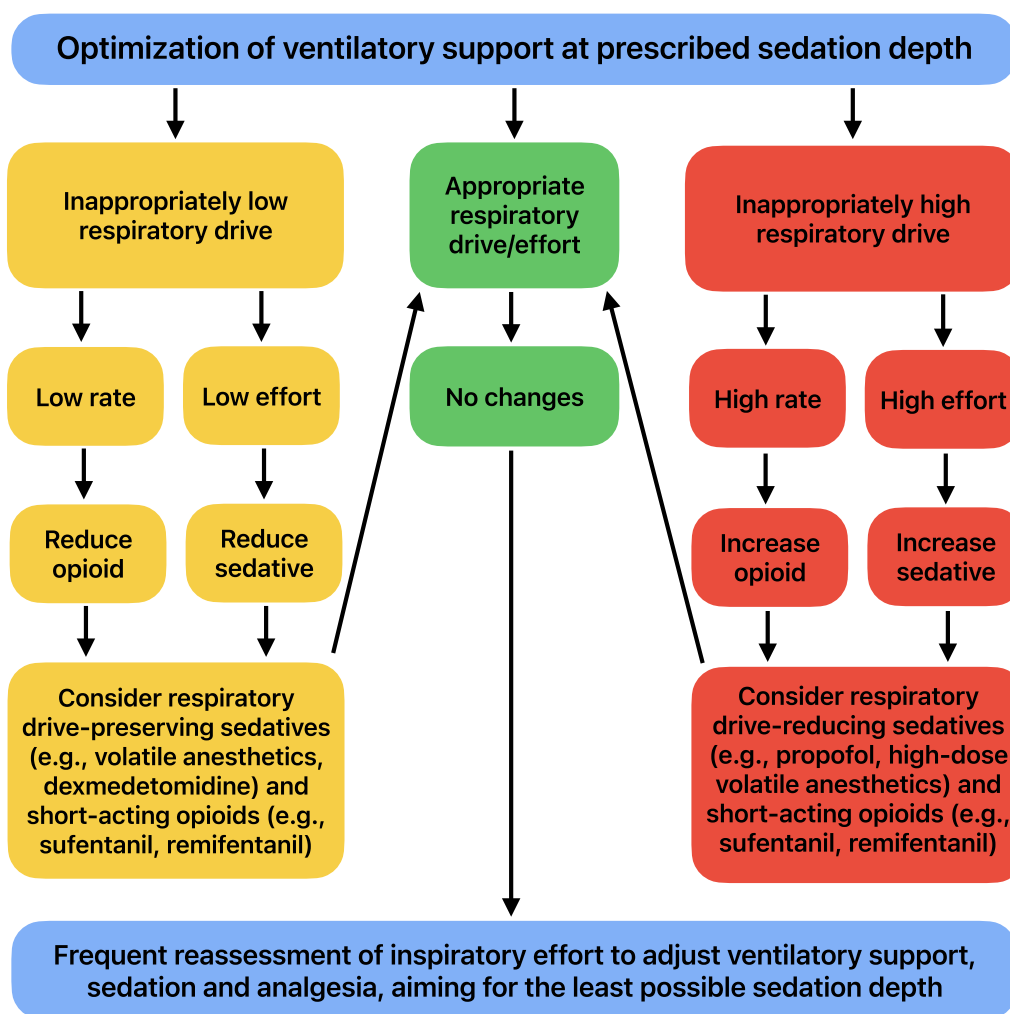 Optimization of ventilatory support at prescribed sedation depth
Inappropriately low
respiratory drive
Appropriate
respiratory
drive/effort
Inappropriately high
respiratory drive
Low rate
Low effort
No changes
High rate
High effort
Reduce
opioid
Reduce
sedative
Increase
opioid
Increase
sedative
Consider respiratory
drive-preserving sedatives
(e.g., volatile anesthetics,
dexmedetomidine) and
short-acting opioids (e.g.,
sufentanil, remifentanil)
Consider respiratory
drive-reducing sedatives
(e.g., propofol, high-dose
volatile anesthetics) and
short-acting opioids (e.g.,
sufentanil, remifentanil)
Frequent reassessment of inspiratory effort to adjust ventilatory support,
sedation and analgesia, aiming for the least possible sedation depth